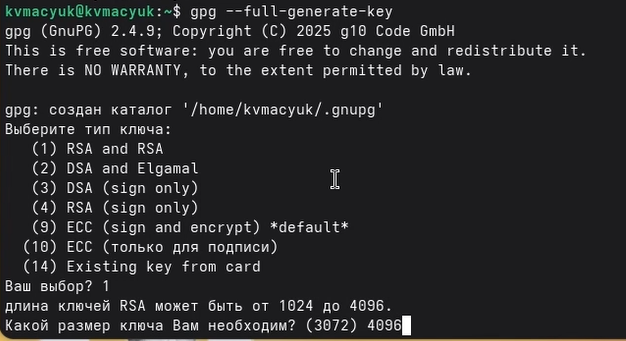 kvmacyuk@kvmacyuk:~$ gpg --full-generate-key
gpg (GnuPG) 2.4.9; Copyright (C) 2025 g10 Code GmbH
This is free software: you are free to change and redistribute it.
There is NO WARRANTY, to the extent permitted by law.

gpg: создан каталог '/home/kvmacyuk/.gnupg'
Выберите тип ключа:
   (1) RSA and RSA
   (2) DSA and Elgamal
   (3) DSA (sign only)
   (4) RSA (sign only)
   (9) ECC (sign and encrypt) *default*
  (10) ECC (только для подписи)
  (14) Existing key from card
Ваш выбор? 1
длина ключей RSA может быть от 1024 до 4096.
Какой размер ключа Вам необходим? (3072) 4096